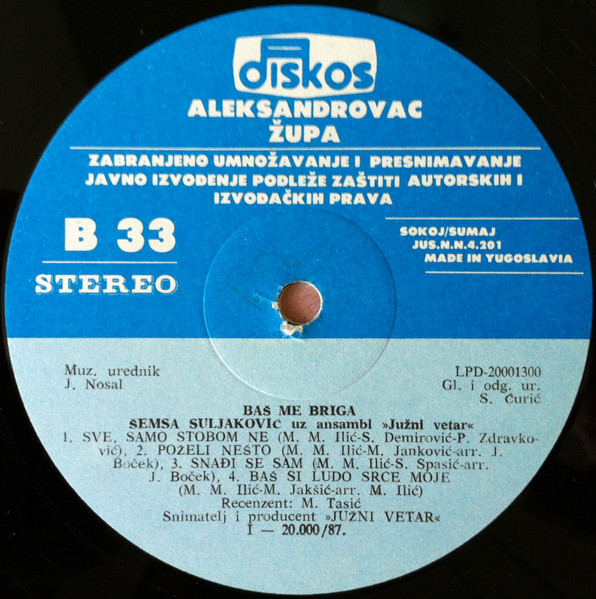 diskos
ALEKSANDROVAC
ŽUPA
ZABRANJENO UMNOŽAVANJE I PRESNIMAVANJE
JAVNO IZVOĐENJE PODLEŽE ZAŠTITI AUTORSKIH I
IZVOĐAČKIH PRAVA
B 33
STEREO
SOKOJ/SUMAJ
JUS.N.N.4.201
MADE IN YUGOSLAVIA
Muz. urednik
J. Nosal
LPD-20001300
Gl. i odg. ur.
S. Ćurić
BAŠ ME BRIGA
ŠEMSA SULJAKOVIĆ uz ansambl »Južni vetar«
1. SVE, SAMO STOBOM NE (M. M. Ilić-S. Demirović-P. Zdravko-
vić), 2. POŽELI NEŠTO (M. M. Ilić-M. Janković-arr. J.
Boček), 3. SNAĐI SE SAM (M. M. Ilić-S. Spasić-arr.
J. Boček), 4. BAŠ SI LUDO SRCE MOJE
(M. M. Ilić-M. Jakšić-arr. M. Ilić)
Recenzent: M. Tasić
Snimatelj i producent »JUŽNI VETAR«
I — 20.000/87.